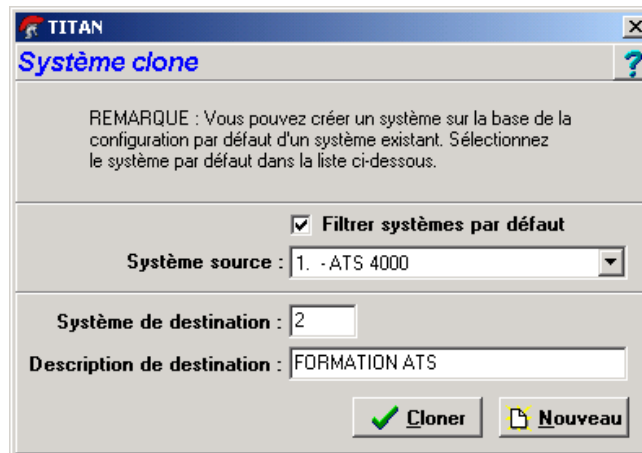 TITAN
Système clone
REMARQUE : Vous pouvez créer un système sur la base de la
configuration par défaut d'un système existant. Sélectionnez
le système par défaut dans la liste ci-dessous.
Filtrer systèmes par défaut
Système source : 1. - ATS 4000
Système de destination : 2
Description de destination : FORMATION ATS
Cloner Nouveau